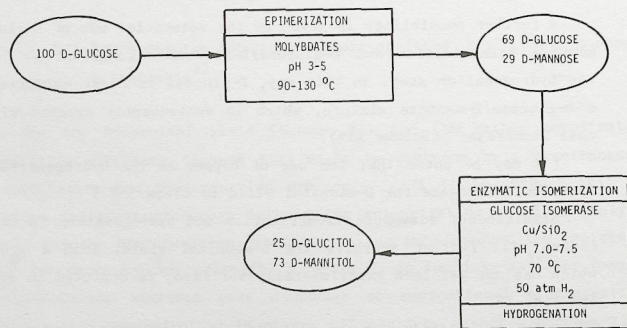 100 D-GLUCOSE
EPIMERIZATION
MOLYBDATES
pH 3-5
90-130 °C
69 D-GLUCOSE
29 D-MANNOSE
ENZYMATIC ISOMERIZATION
GLUCOSE ISOMERASE
Cu/SiO₂
pH 7.0-7.5
70 °C
50 atm H₂
HYDROGENATION
25 D-GLUCITOL
73 D-MANNITOL